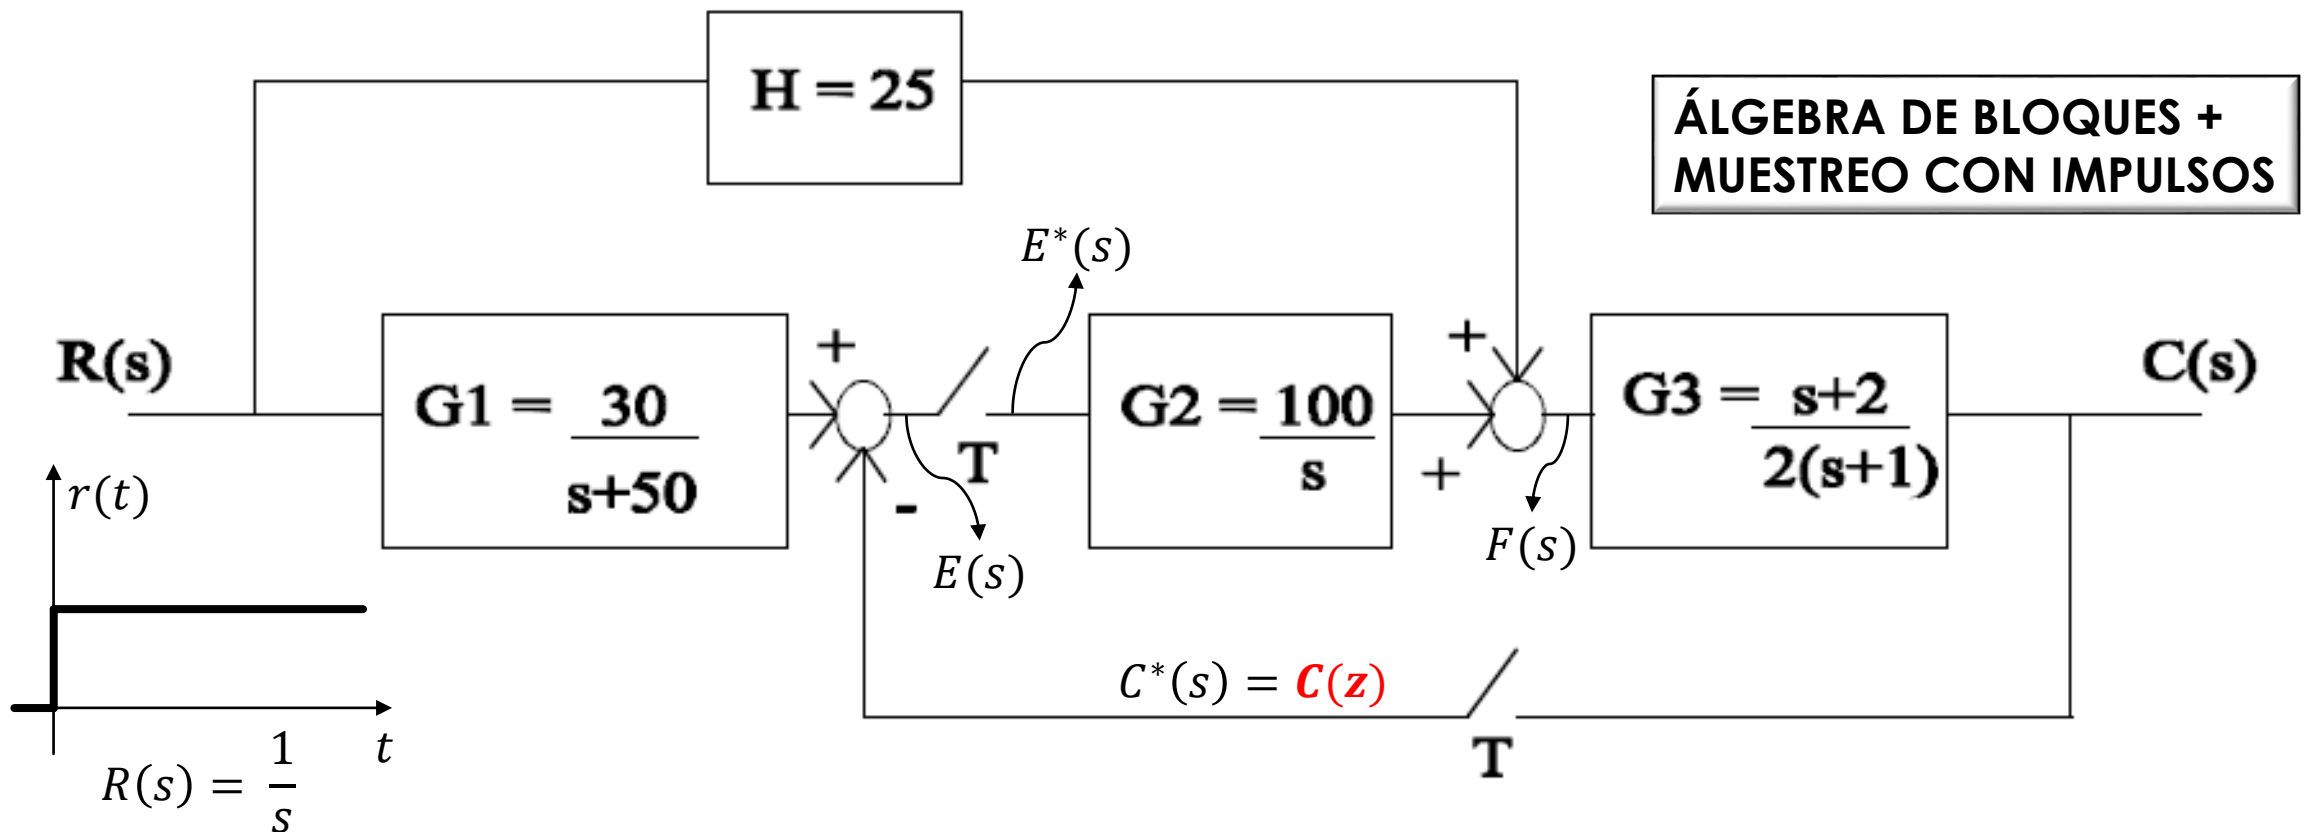 H = 25
ÁLGEBRA DE BLOQUES +
MUESTREO CON IMPULSOS
E*(s)
R(s)
G1 = 30
s+50
+
-
T
E(s)
G2 = 100
s
+
+
F(s)
G3 = s+2
2(s+1)
C(s)
r(t)
t
R(s) = 1
s
C*(s) = C(z)
T